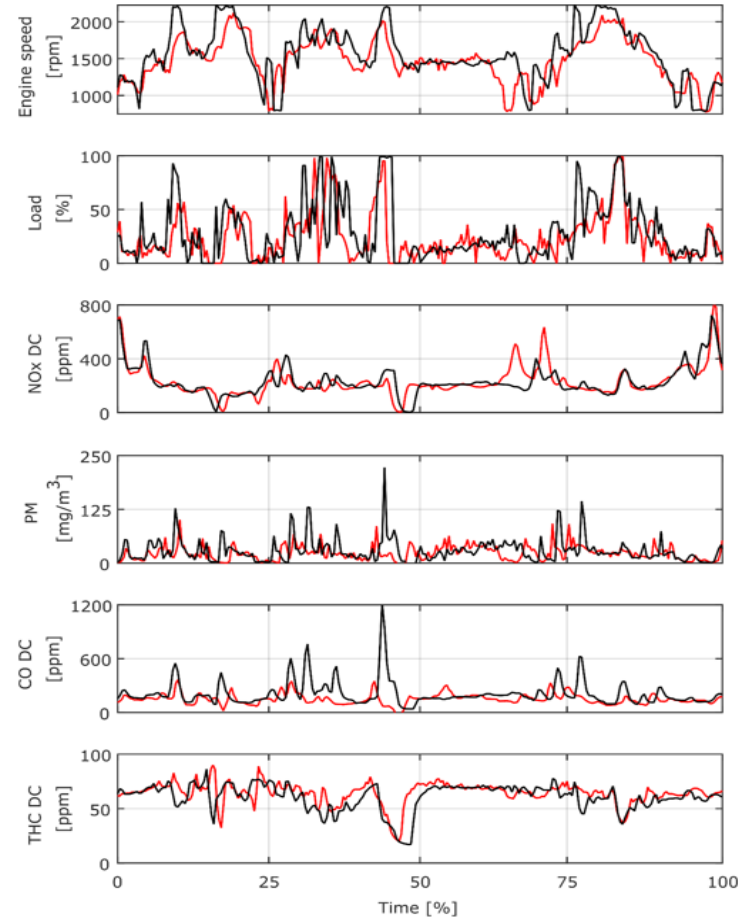 Engine speed
[rpm]
2000
1500
1000
Load
[%]
100
50
0
NOx DC
[ppm]
800
400
0
PM
[mg/m3]
250
125
0
CO DC
[ppm]
1200
600
0
THC DC
[ppm]
100
50
0
0 25 50 75 100
Time [%]